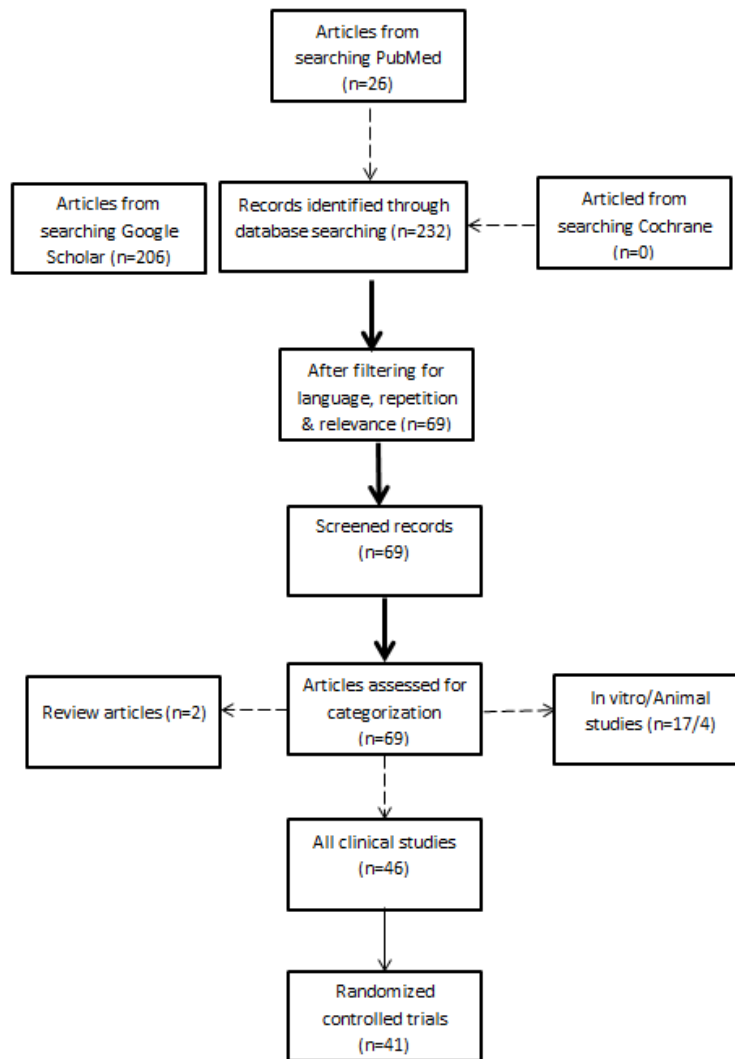 Articles from
searching PubMed
(n=26)
Articles from
searching Google
Scholar (n=206)
Records identified through
database searching (n=232)
Articled from
searching Cochrane
(n=0)
After filtering for
language, repetition
& relevance (n=69)
Screened records
(n=69)
Review articles (n=2)
Articles assessed for
categorization
(n=69)
In vitro/Animal
studies (n=17/4)
All clinical studies
(n=46)
Randomized
controlled trials
(n=41)